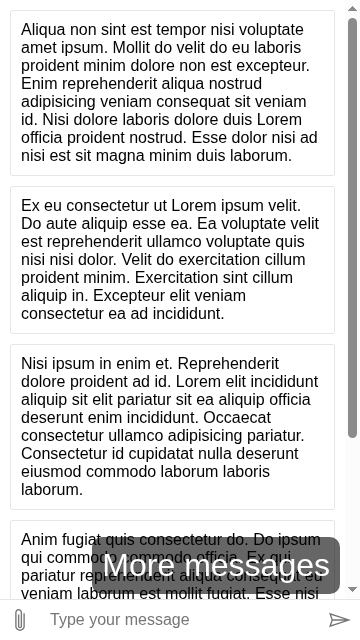 Aliqua non sint est tempor nisi voluptate
amet ipsum. Mollit do velit do eu laboris
proident minim dolore non est excepteur.
Enim reprehenderit aliqua nostrud
adipisicing veniam consequat sit veniam
id. Nisi dolore laboris dolore duis Lorem
officia proident nostrud. Esse dolor nisi ad
nisi est sit magna minim duis laborum.
Ex eu consectetur ut Lorem ipsum velit.
Do aute aliquip esse ea. Ea voluptate velit
est reprehenderit ullamco voluptate quis
nisi nisi dolor. Velit do exercitation cillum
proident minim. Exercitation sint cillum
aliquip in. Excepteur elit veniam
consectetur ea ad incididunt.
Nisi ipsum in enim et. Reprehenderit
dolore proident ad id. Lorem elit incididunt
aliquip sit elit pariatur sit ea aliquip officia
deserunt enim incididunt. Occaecat
consectetur ullamco adipisicing pariatur.
Consectetur id cupidatat nulla deserunt
eiusmod commodo laborum laboris
laborum.
Anim fugiat quis consectetur do. Do ipsum
qui commodo commodo officia. Ex qui
pariatur reprehenderit aliqua consequat eu
veniam laborum est mollit fugiat. Esse nisi
More messages
Type your message